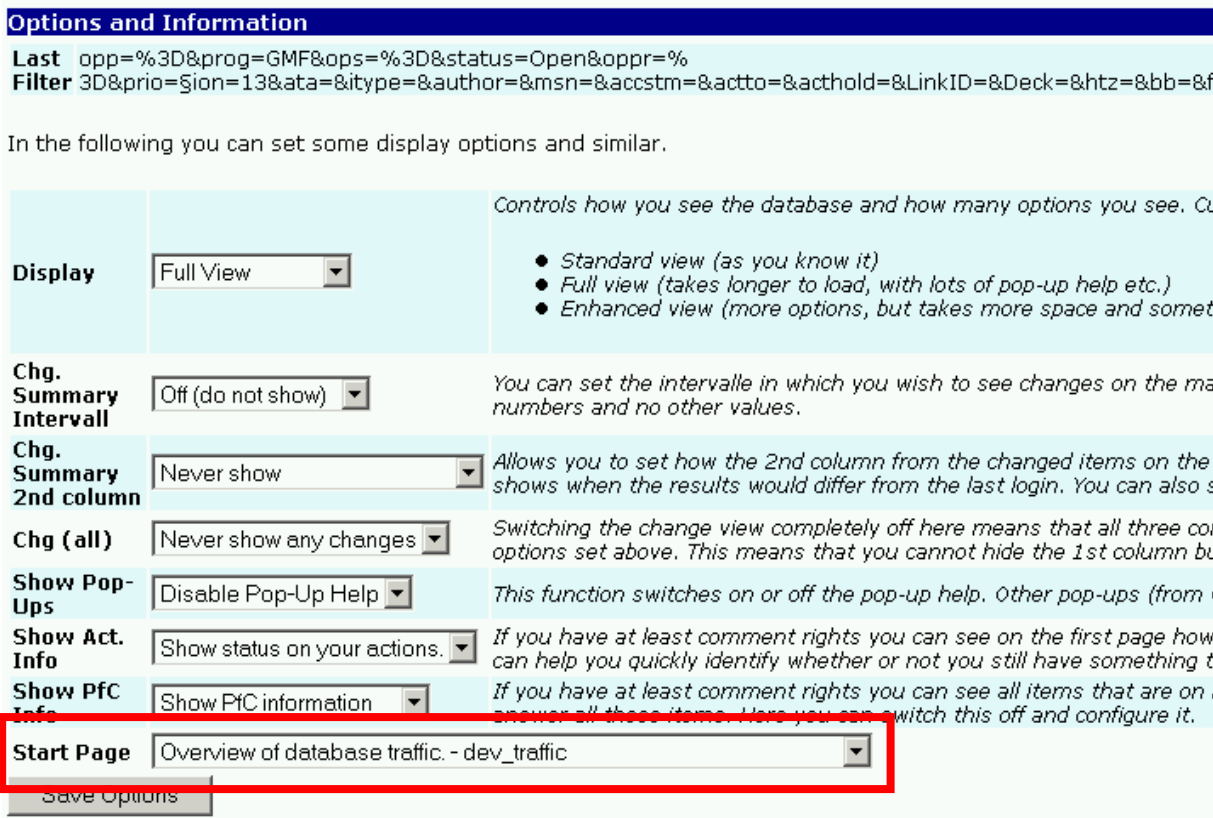 Options and Information
Last opp=%3D&prog=GMF&ops=%3D&status=Open&oppr=%
Filter 3D&prio=§ion=13&ata=&itype=&author=&msn=&accstm=&actto=&acthold=&LinkID=&Deck=&htz=&bb=&f
In the following you can set some display options and similar.
Controls how you see the database and how many options you see. Cu
Display
Full View
● Standard view (as you know it)
● Full view (takes longer to load, with lots of pop-up help etc.)
● Enhanced view (more options, but takes more space and somet
Chg.
Summary
Intervall
Off (do not show)
You can set the intervalle in which you wish to see changes on the ma
numbers and no other values.
Chg.
Summary
2nd column
Never show
Allows you to set how the 2nd column from the changed items on the
shows when the results would differ from the last login. You can also s
Chg (all)
Never show any changes
Switching the change view completely off here means that all three co
options set above. This means that you cannot hide the 1st column bu
Show Pop-
Ups
Disable Pop-Up Help
This function switches on or off the pop-up help. Other pop-ups (from
Show Act.
Info
Show status on your actions.
If you have at least comment rights you can see on the first page how
can help you quickly identify whether or not you still have something t
Show PfC
Info
Show PfC information
If you have at least comment rights you can see all items that are on
answer all these items. Here you can switch this off and configure it.
Start Page
Overview of database traffic. - dev_traffic
Save Options